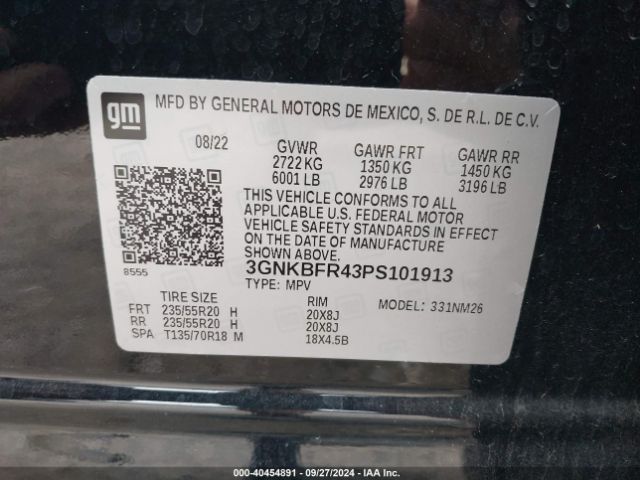 gm
MFD BY GENERAL MOTORS DE MEXICO, S. DE R.L. DE C.V.
08/22 GVWR GAWR FRT GAWR RR
2722 KG 1350 KG 1450 KG
6001 LB 2976 LB 3196 LB
THIS VEHICLE CONFORMS TO ALL
APPLICABLE U.S. FEDERAL MOTOR
VEHICLE SAFETY STANDARDS IN EFFECT
ON THE DATE OF MANUFACTURE
SHOWN ABOVE.
3GNKBFR43PS101913
8555
TYPE: MPV
TIRE SIZE RIM MODEL: 331NM26
FRT 235/55R20 H 20X8J
RR 235/55R20 H 20X8J
SPA T135/70R18 M 18X4.5B
000-40454891 - 09/27/2024 - IAA Inc.